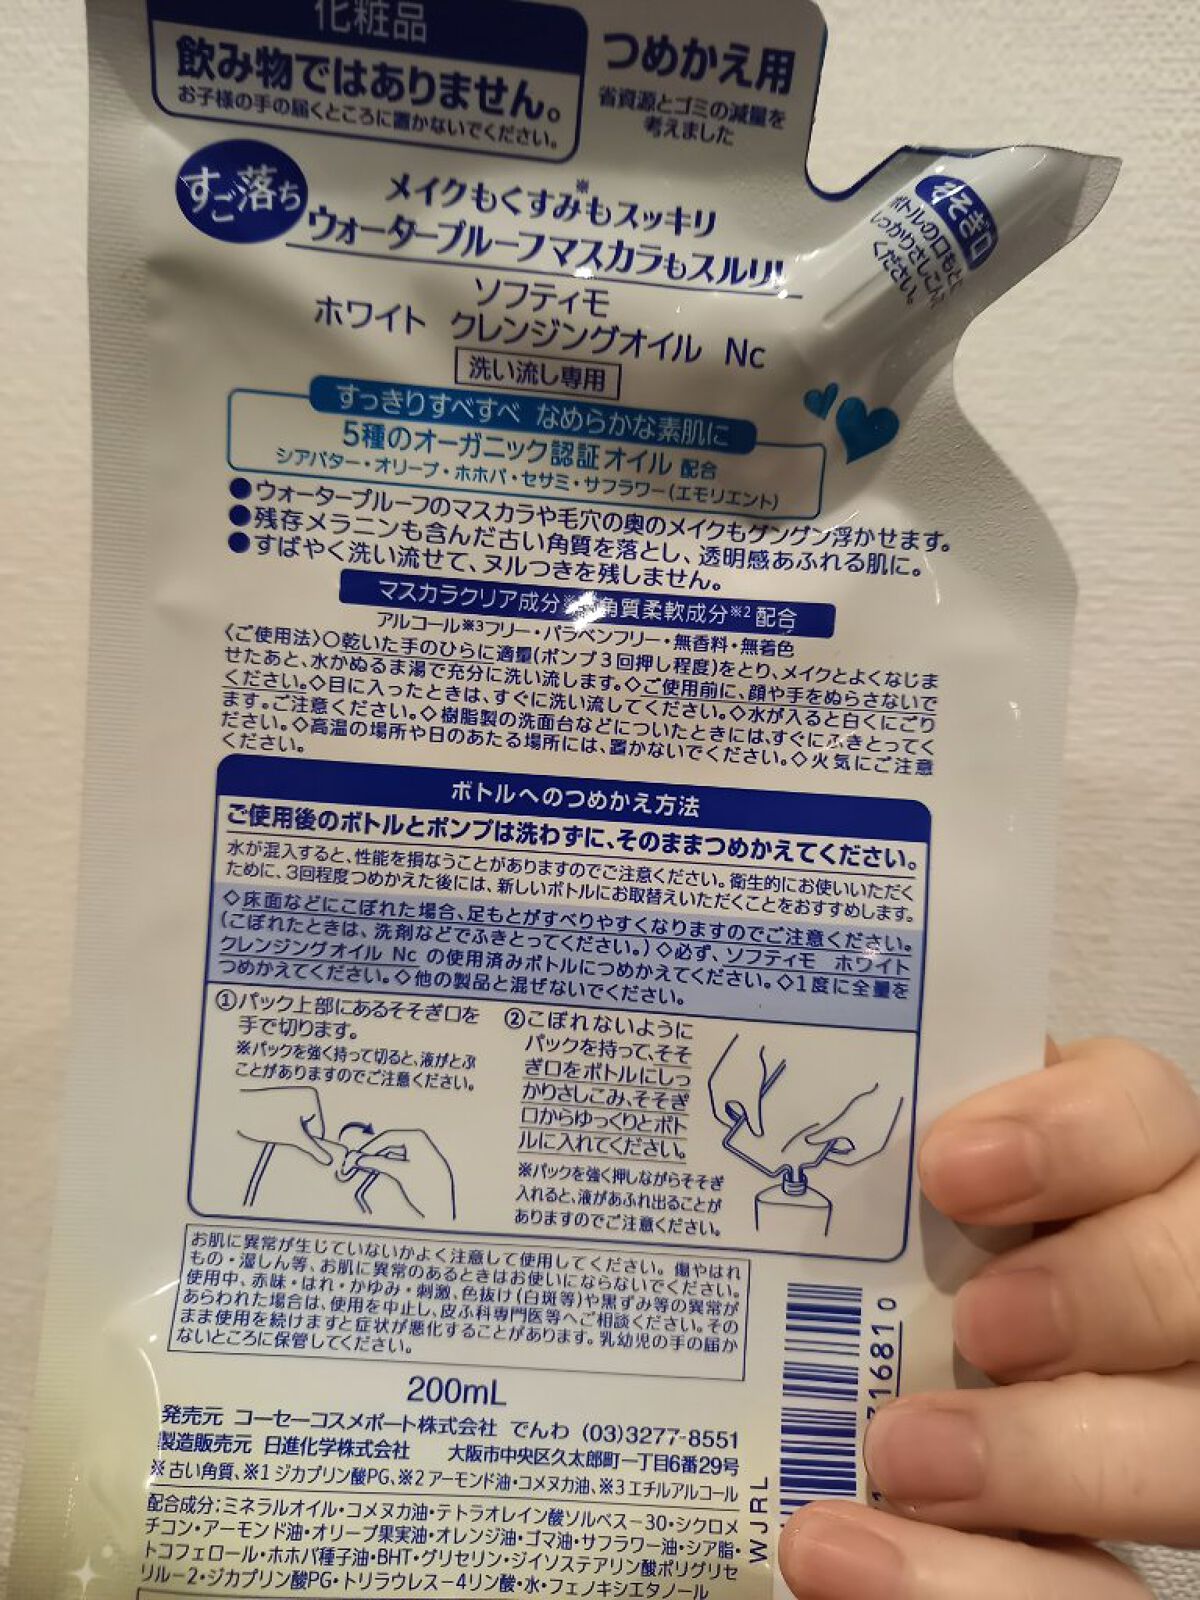 化粧品
飲み物ではありません。
お子様の手の届くところに置かないでください。
つめかえ用
省資源とゴミの減量を
考えました
そそぎ口
ボトルの口もとに
しっかりさしこんで
ください。
すご落ち
メイクもくすみ※もスッキリ
ウォータープルーフマスカラもスルリ!
ソフティモ
ホワイト クレンジングオイル Nc
洗い流し専用
すっきりすべすべ なめらかな素肌に
5種のオーガニック認証オイル 配合
シアバター・オリーブ・ホホバ・セサミ・サフラワー(エモリエント)
●ウォータープルーフのマスカラや毛穴の奥のメイクもグングン浮かせます。
●残存メラニンも含んだ古い角質を落とし、透明感あふれる肌に。
●すばやく洗い流せて、ヌルつきを残しません。
マスカラクリア成分※ 角質柔軟成分※2 配合
アルコール※3フリー・パラベンフリー・無香料・無着色
〈ご使用法〉○乾いた手のひらに適量(ポンプ3回押し程度)をとり、メイクとよくなじま
せたあと、水かぬるま湯で充分に洗い流します。◇ご使用前に、顔や手をぬらさないで
ください。◇目に入ったときは、すぐに洗い流してください。◇水が入ると白くにごり
ます。ご注意ください。◇樹脂製の洗面台などについたときには、すぐにふきとってく
ださい。◇高温の場所や日のあたる場所には、置かないでください。◇火気にご注意
ください。
ボトルへのつめかえ方法
ご使用後のボトルとポンプは洗わずに、そのままつめかえてください。
水が混入すると、性能を損なうことがありますのでご注意ください。衛生的にお使いいただく
ために、3回程度つめかえた後には、新しいボトルにお取替えいただくことをおすすめします。
◇床面などにこぼれた場合、足もとがすべりやすくなりますのでご注意ください。
(こぼれたときは、洗剤などでふきとってください。)◇必ず、ソフティモ ホワイト
クレンジングオイル Nc の使用済みボトルにつめかえてください。◇1度に全量を
つめかえてください。◇他の製品と混ぜないでください。
①パック上部にあるそそぎ口を
手で切ります。
※パックを強く持って切ると、液がとぶ
ことがありますのでご注意ください。
②こぼれないように
パックを持って、そそ
ぎ口をボトルにしっ
かりさしこみ、そそぎ
口からゆっくりとボト
ルに入れてください。
※パックを強く押しながらそそぎ
入れると、液があふれ出ることが
ありますのでご注意ください。
お肌に異常が生じていないかよく注意して使用してください。傷やはれ
もの・湿しん等、お肌に異常のあるときはお使いにならないでください。
使用中、赤味・はれ・かゆみ・刺激、色抜け(白斑等)や黒ずみ等の異常が
あらわれた場合は、使用を中止し、皮ふ科専門医等へご相談ください。その
まま使用を続けますと症状が悪化することがあります。乳幼児の手の届か
ないところに保管してください。
200mL
発売元 コーセーコスメポート株式会社 でんわ (03)3277-8551
製造販売元 日進化学株式会社 大阪市中央区久太郎町一丁目6番29号
※古い角質、※1 ジカプリン酸PG、※2 アーモンド油・コメヌカ油、※3 エチルアルコール
配合成分:ミネラルオイル・コメヌカ油・テトラオレイン酸ソルベス-30・シクロメ
チコン・アーモンド油・オリーブ果実油・オレンジ油・ゴマ油・サフラワー油・シア脂・
トコフェロール・ホホバ種子油・BHT・グリセリン・ジイソステアリン酸ポリグリセ
リル-2・ジカプリン酸PG・トリラウレス-4リン酸・水・フェノキシエタノール
WJRL
316810